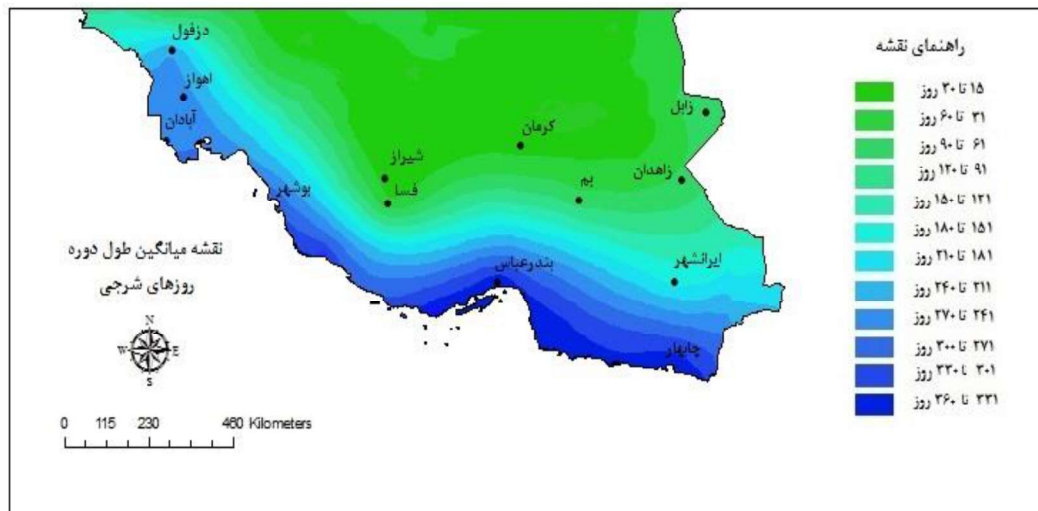 دزفول
اهواز
آبادان
بوشهر
شیراز
فسا
کرمان
بم
زابل
زاهدان
ایرانشهر
بندرعباس
چابهار
راهنمای نقشه
۱۵ تا ۳۰ روز
۳۱ تا ۶۰ روز
۶۱ تا ۹۰ روز
۹۱ تا ۱۲۰ روز
۱۲۱ تا ۱۵۰ روز
۱۵۱ تا ۱۸۰ روز
۱۸۱ تا ۲۱۰ روز
۲۱۱ تا ۲۴۰ روز
۲۴۱ تا ۲۷۰ روز
۲۷۱ تا ۳۰۰ روز
۳۰۱ تا ۳۳۰ روز
۳۳۱ تا ۳۶۰ روز
نقشه میانگین طول دوره
روزهای شرجی
N
W E
S
0 115 230 460 Kilometers